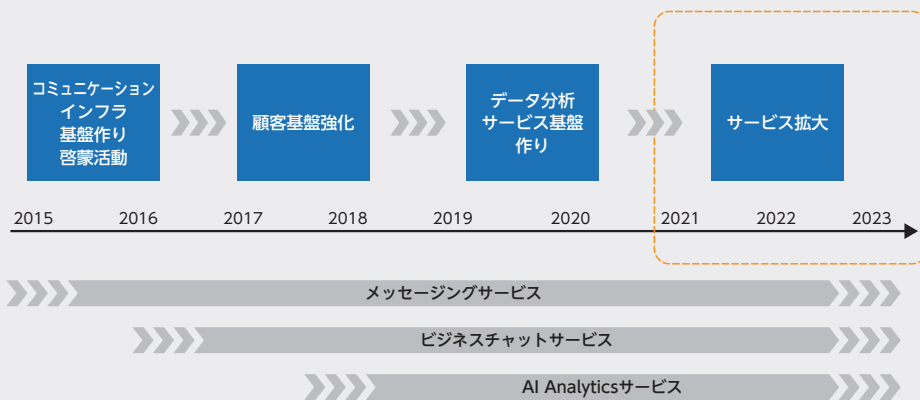 コミュニケーション
インフラ
基盤作り
啓蒙活動
顧客基盤強化
データ分析
サービス基盤
作り
サービス拡大
2015 2016 2017 2018 2019 2020 2021 2022 2023
メッセージングサービス
ビジネスチャットサービス
AI Analyticsサービス